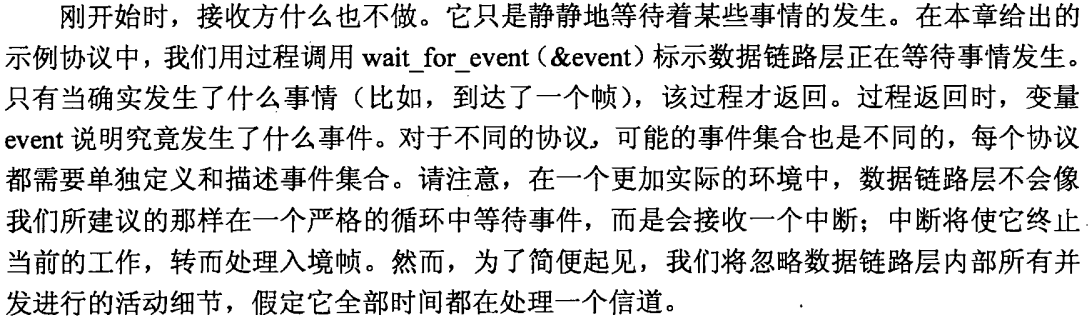 刚开始时，接收方什么也不做。它只是静静地等待着某些事情的发生。在本章给出的
示例协议中，我们用过程调用 wait_for_event（&event）标示数据链路层正在等待事情发生。
只有当确实发生了什么事情（比如，到达了一个帧），该过程才返回。过程返回时，变量
event 说明究竟发生了什么事件。对于不同的协议，可能的事件集合也是不同的，每个协议
都需要单独定义和描述事件集合。请注意，在一个更加实际的环境中，数据链路层不会像
我们所建议的那样在一个严格的循环中等待事件，而是会接收一个中断；中断将使它终止
当前的工作，转而处理入境帧。然而，为了简便起见，我们将忽略数据链路层内部所有并
发进行的活动细节，假定它全部时间都在处理一个信道。